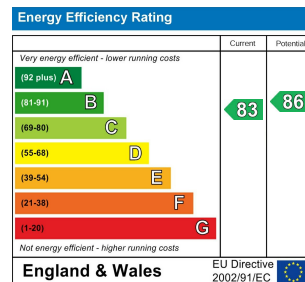 Energy Efficiency Rating
Current
Potential
Very energy efficient - lower running costs
(92 plus) A
(81-91) B
83
86
(69-80) C
(55-68) D
(39-54) E
(21-38) F
(1-20) G
Not energy efficient - higher running costs
England & Wales
EU Directive
2002/91/EC